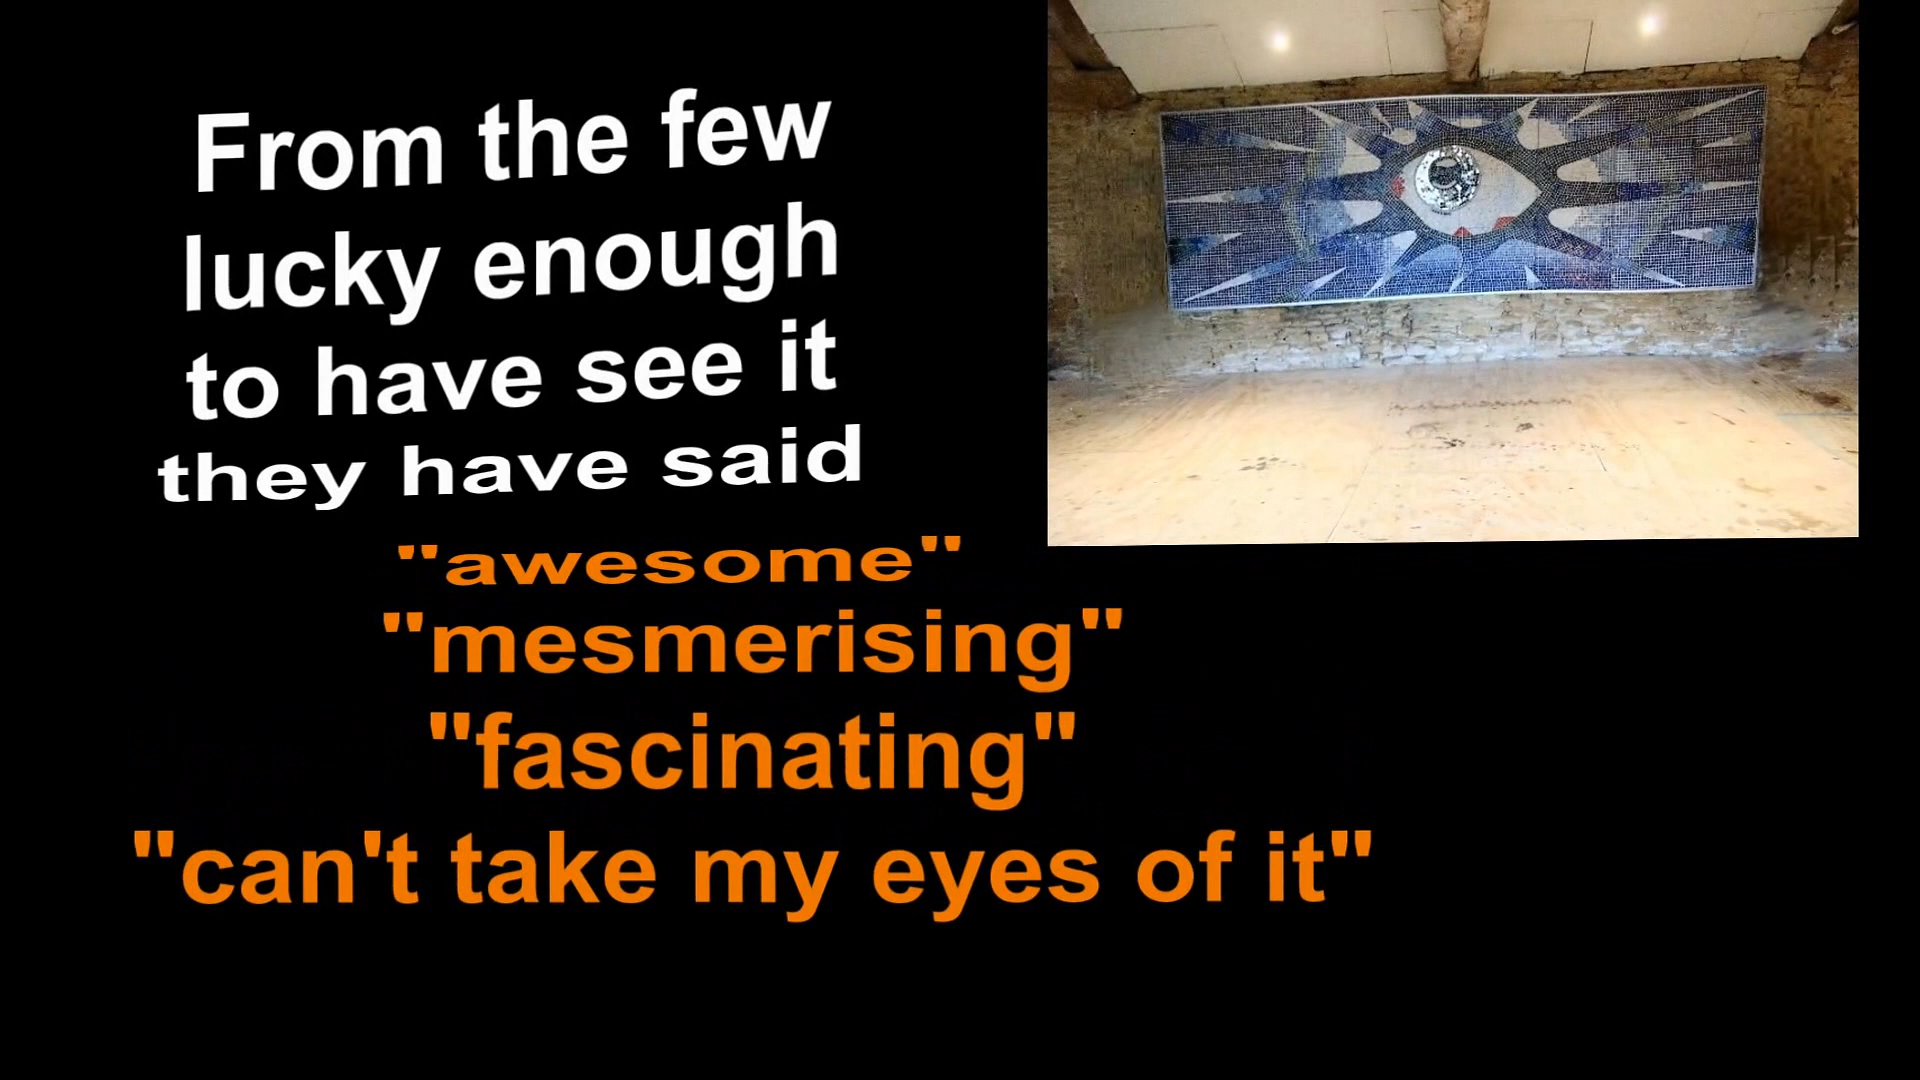 From the few
lucky enough
to have see it
they have said
"awesome"
"mesmerising"
"fascinating"
"can't take my eyes of it"